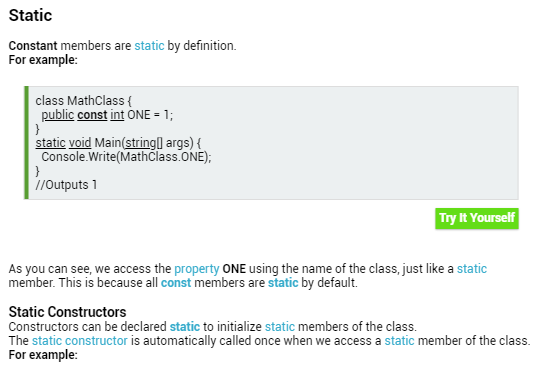 Static
Constant members are static by definition.
For example:
class MathClass {
public const int ONE = 1;
}
static void Main(string[] args) {
Console.Write(MathClass.ONE);
}
//Outputs 1
Try It Yourself
As you can see, we access the property ONE using the name of the class, just like a static
member. This is because all const members are static by default.
Static Constructors
Constructors can be declared static to initialize static members of the class.
The static constructor is automatically called once when we access a static member of the class.
For example: